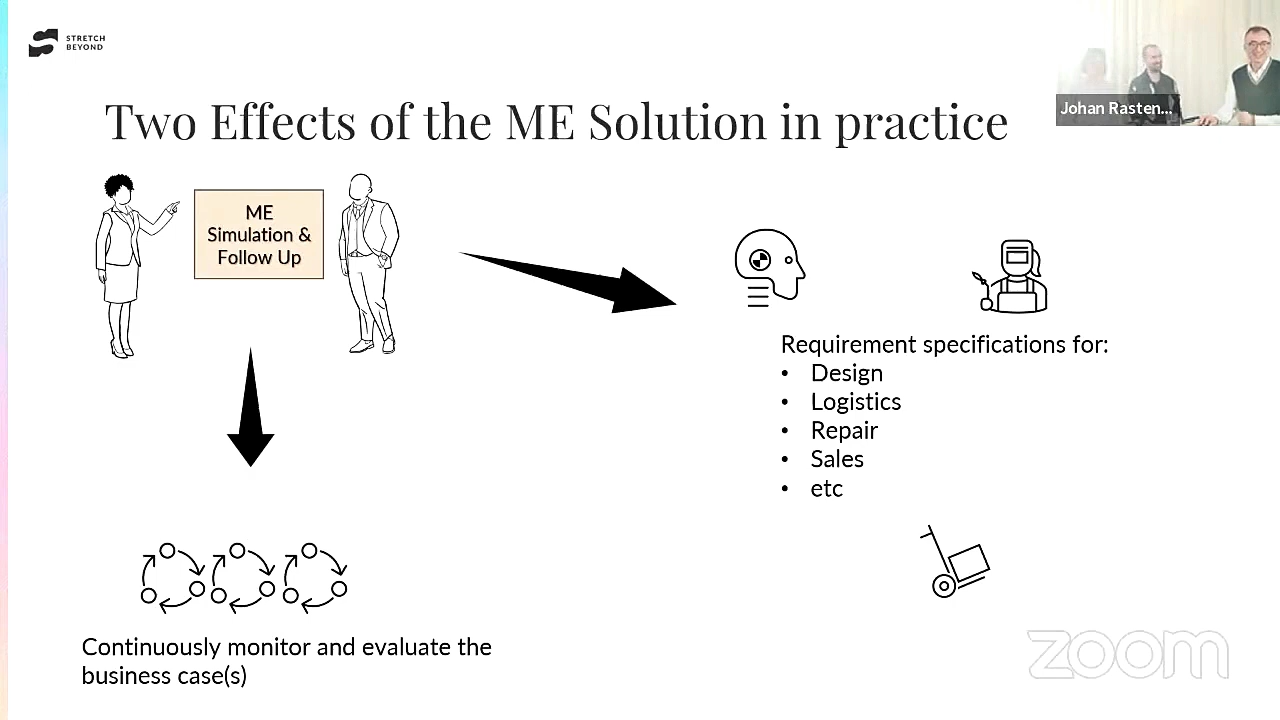 STRETCH
BEYOND
Johan Rasten...
Two Effects of the ME Solution in practice
ME
Simulation &
Follow Up
Requirement specifications for:
• Design
• Logistics
• Repair
• Sales
• etc
Continuously monitor and evaluate the
business case(s)
zoom